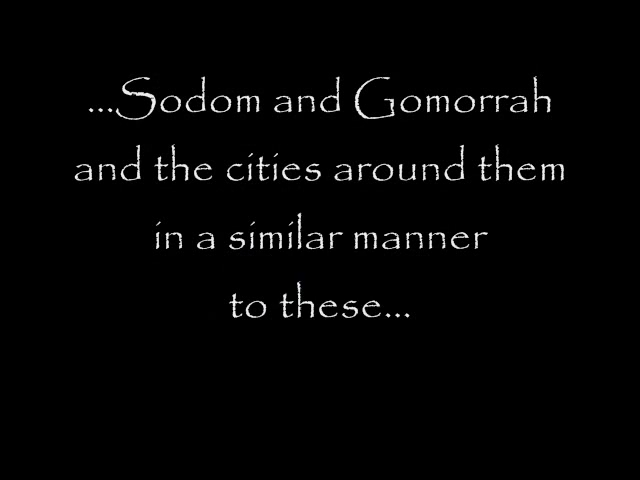 ...Sodom and Gomorrah
and the cities around them
in a similar manner
to these...